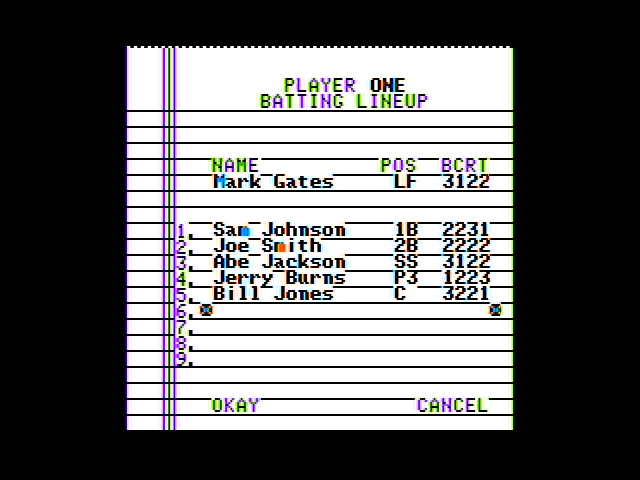 PLAYER ONE
BATTING LINEUP
NAME POS BCRT
Mark Gates LF 3122
1. Sam Johnson 1B 2231
2. Joe Smith 2B 2222
3. Abe Jackson SS 3122
4. Jerry Burns P3 1223
5. Bill Jones C 3221
6.
7.
8.
9.
OKAY CANCEL